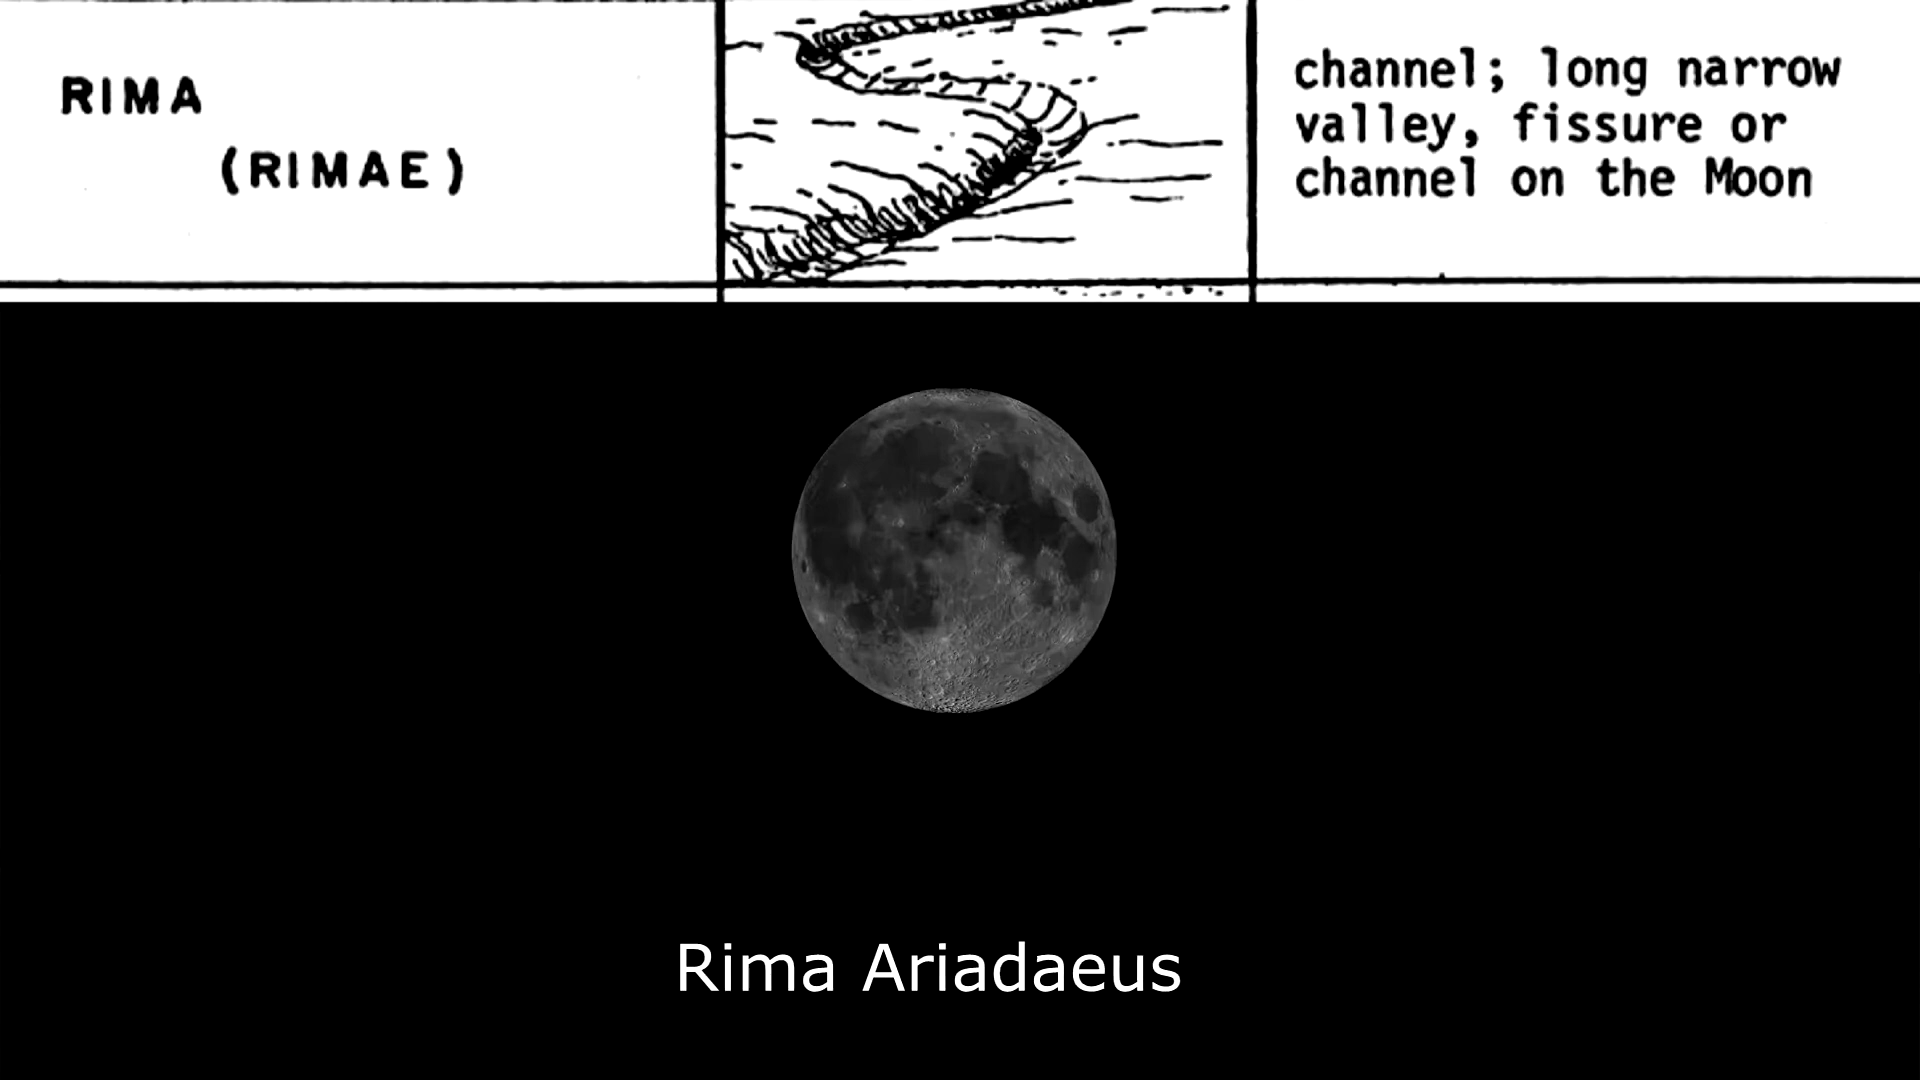 RIMA
(RIMAE)
channel; long narrow
valley, fissure or
channel on the Moon
Rima Ariadaeus